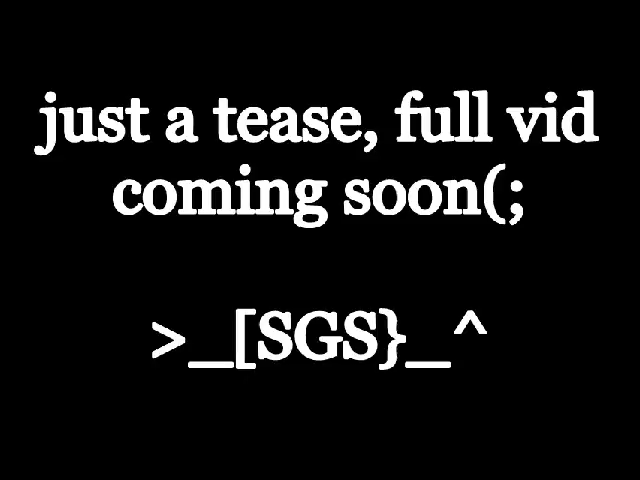 just a tease, full vid
coming soon(;
>_[SGS}_^